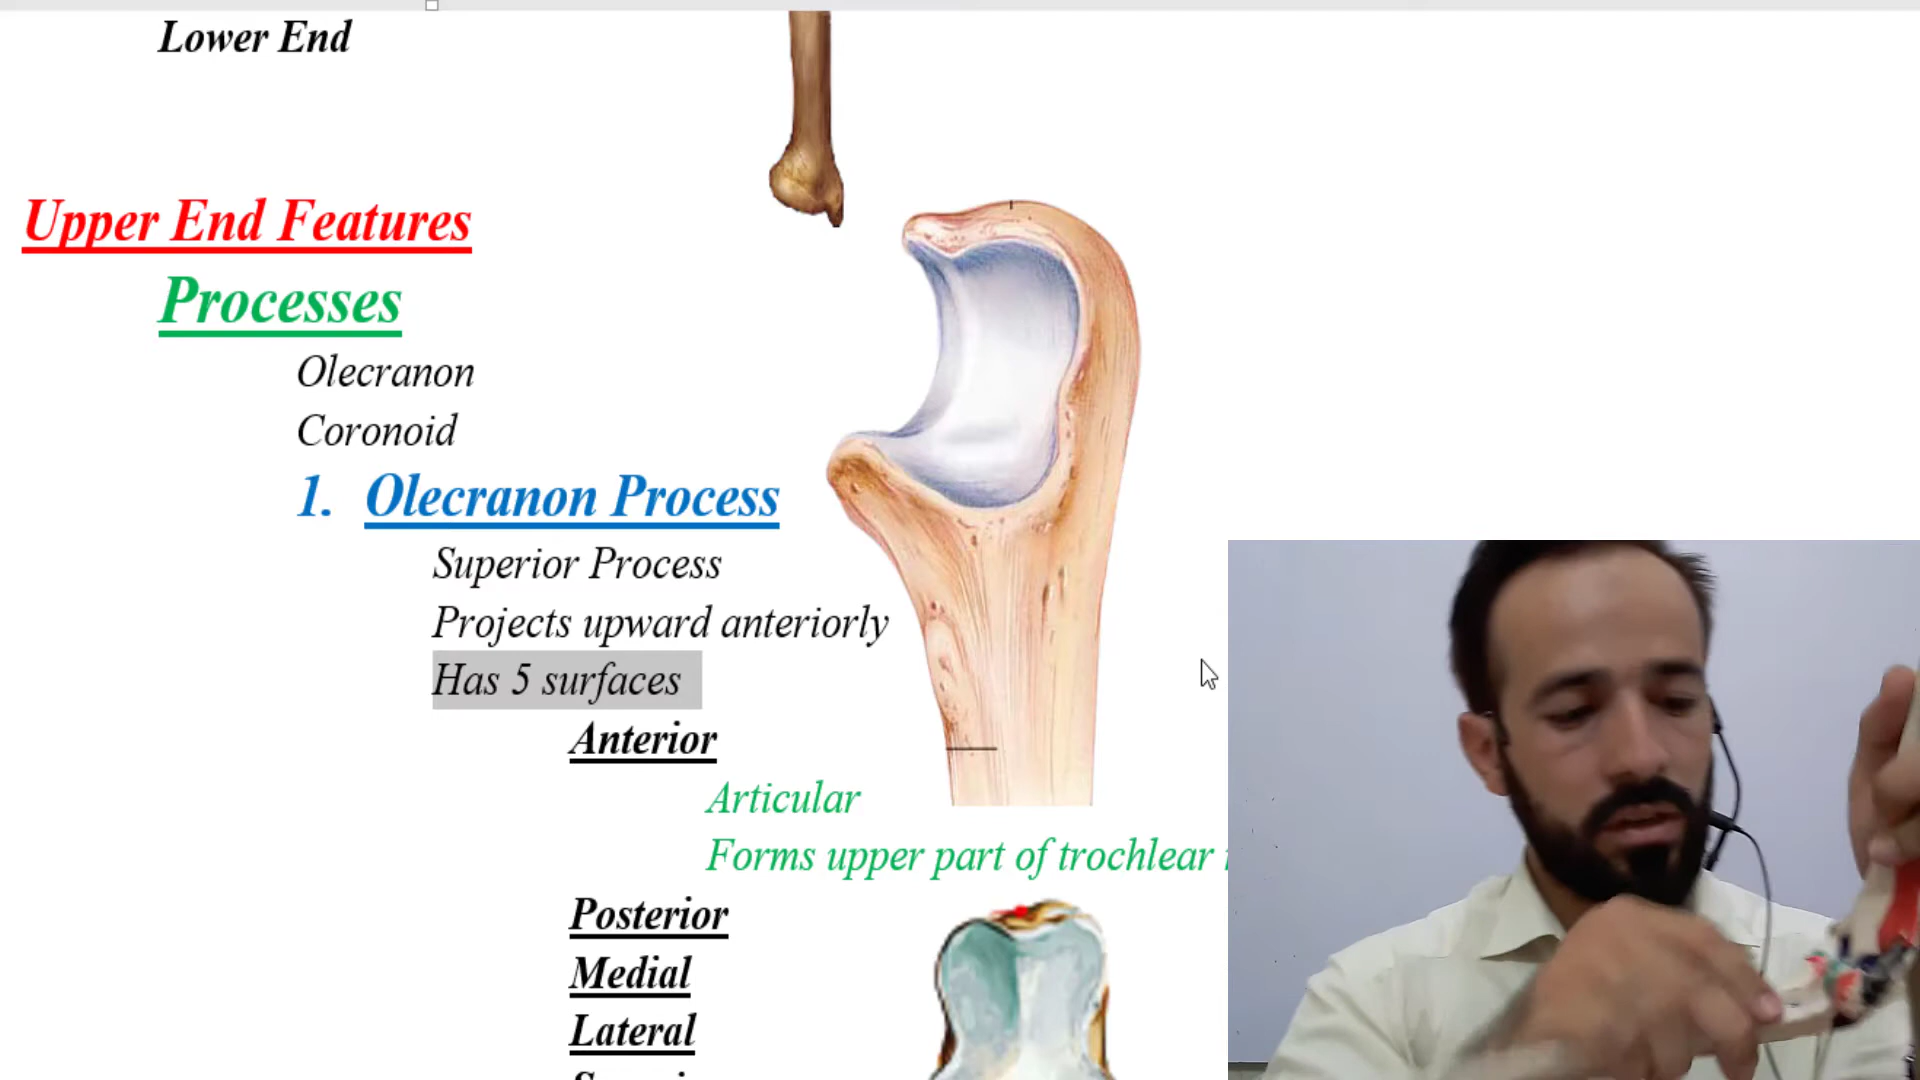 Lower End
Upper End Features
Processes
Olecranon
Coronoid
1. Olecranon Process
Superior Process
Projects upward anteriorly
Has 5 surfaces
Anterior
Articular
Forms upper part of trochlear
Posterior
Medial
Lateral